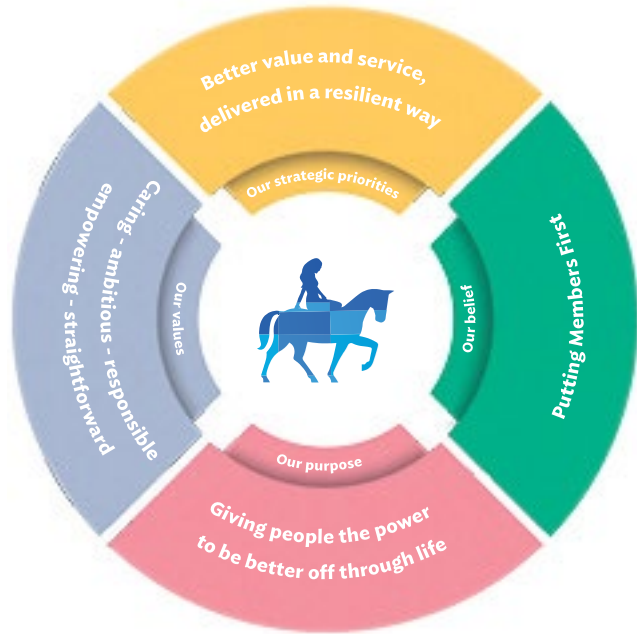 Better value and service,
delivered in a resilient way
Our strategic priorities
Putting Members First
Our belief
Our purpose
Giving people the power
to be better off through life
Caring - ambitious - responsible
empowering - straightforward
Our values